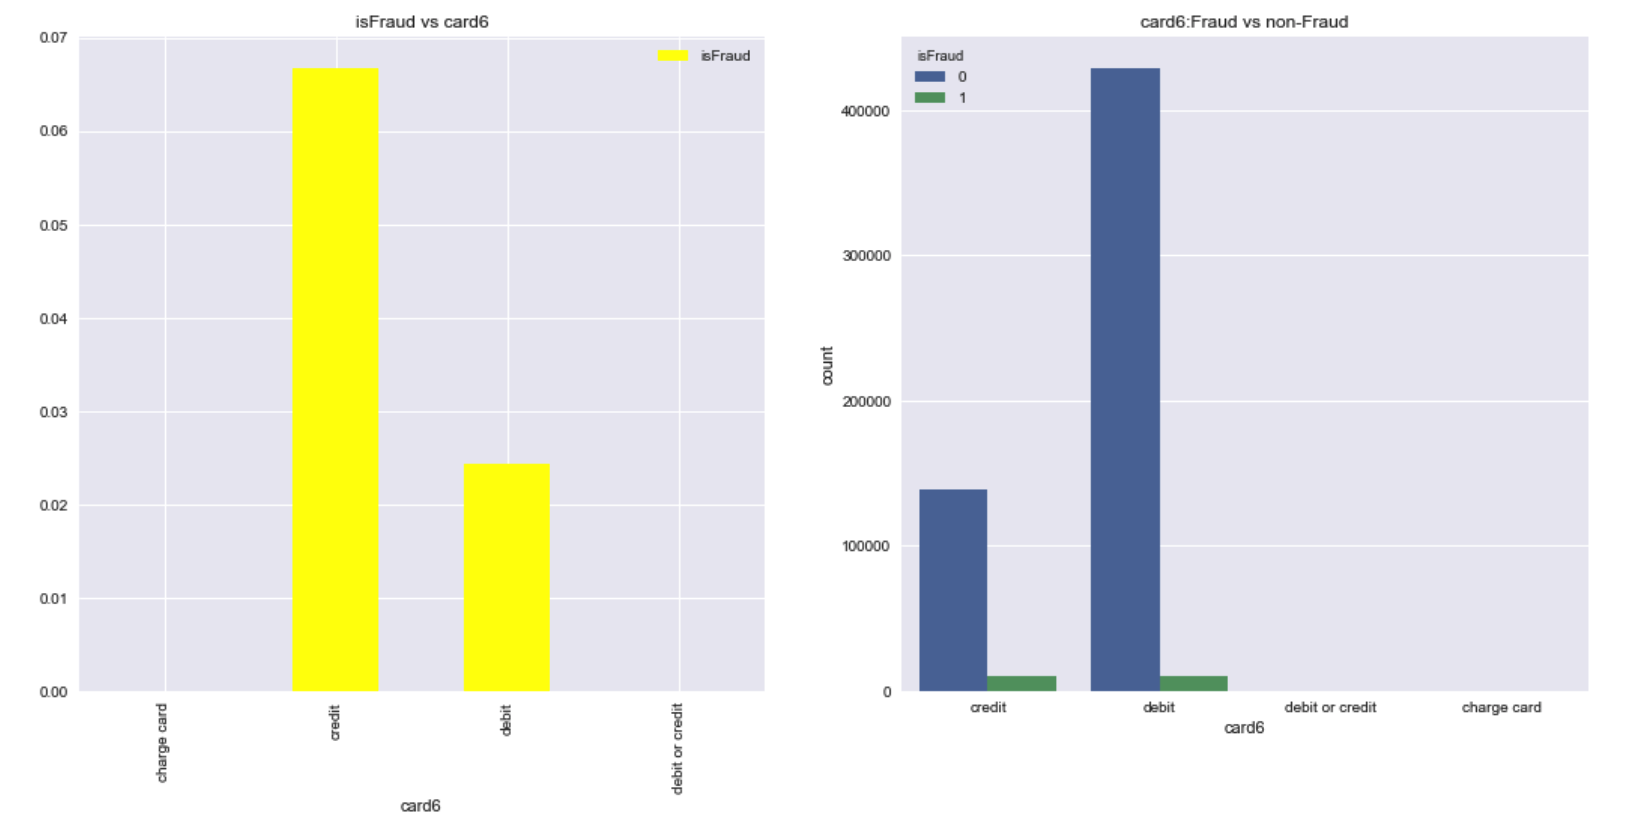 isFraud vs card6
isFraud
0.07
0.06
0.05
0.04
0.03
0.02
0.01
0.00
charge card
credit
debit
debit or credit
card6
card6:Fraud vs non-Fraud
isFraud
0
1
400000
300000
200000
100000
0
count
credit
debit
debit or credit
charge card
card6